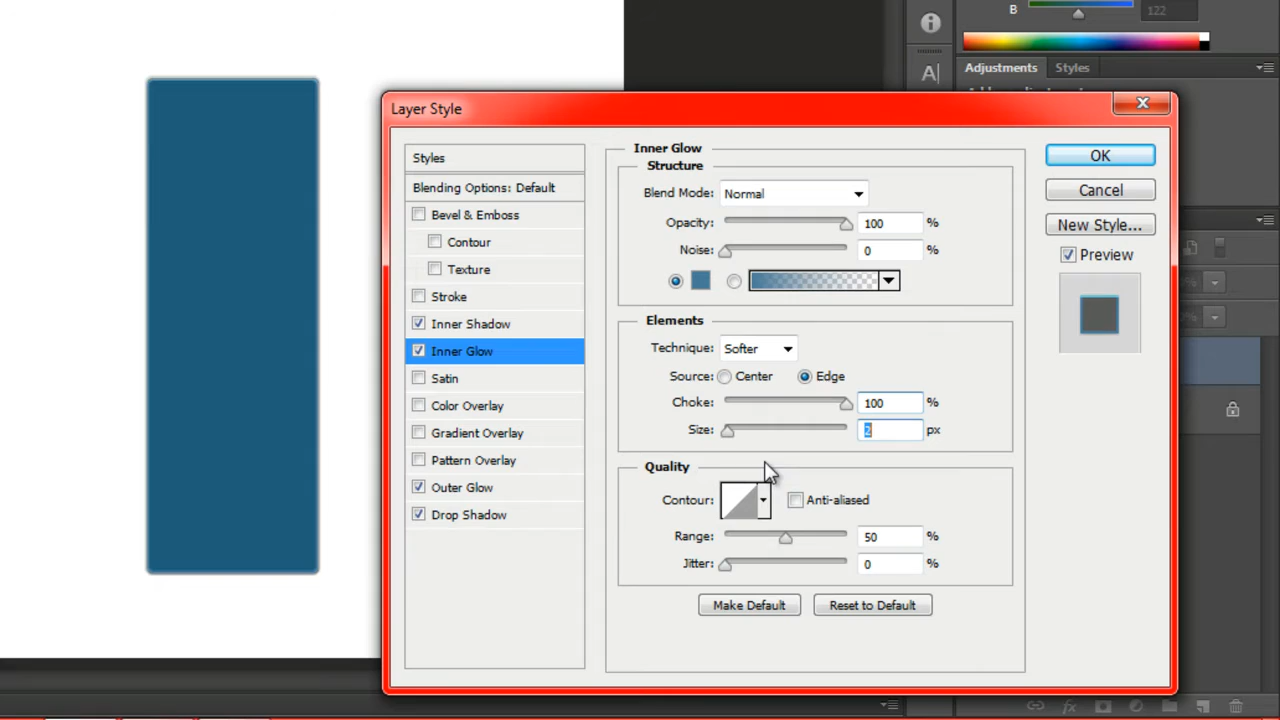 B 122
Adjustments Styles
Layer Style
Styles
Blending Options: Default
Bevel & Emboss
Contour
Texture
Stroke
Inner Shadow
Inner Glow
Satin
Color Overlay
Gradient Overlay
Pattern Overlay
Outer Glow
Drop Shadow
Inner Glow
Structure
Blend Mode: Normal
Opacity: 100 %
Noise: 0 %
Elements
Technique: Softer
Source: Center Edge
Choke: 100 %
Size: 2 px
Quality
Contour: Anti-aliased
Range: 50 %
Jitter: 0 %
Make Default Reset to Default
OK
Cancel
New Style...
Preview